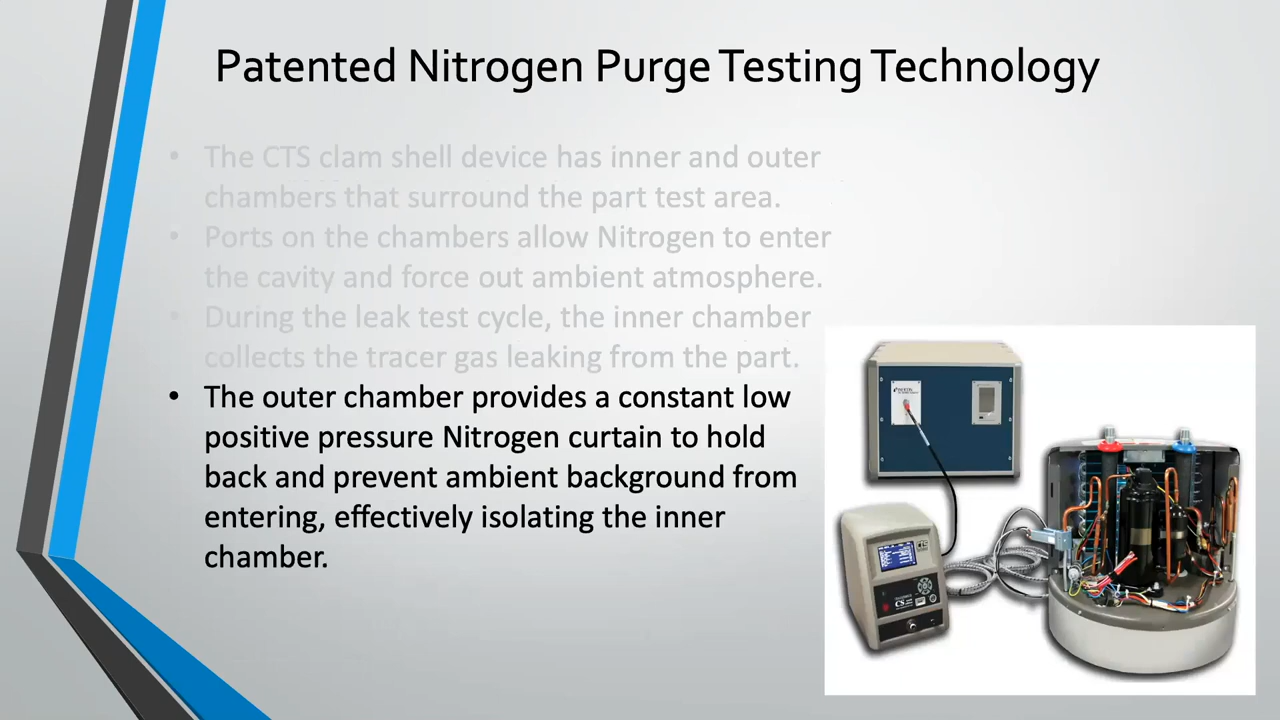 Patented Nitrogen Purge Testing Technology
• The CTS clam shell device has inner and outer
chambers that surround the part test area.
• Ports on the chambers allow Nitrogen to enter
the cavity and force out ambient atmosphere.
• During the leak test cycle, the inner chamber
collects the tracer gas leaking from the part.
• The outer chamber provides a constant low
positive pressure Nitrogen curtain to hold
back and prevent ambient background from
entering, effectively isolating the inner
chamber.
CTS